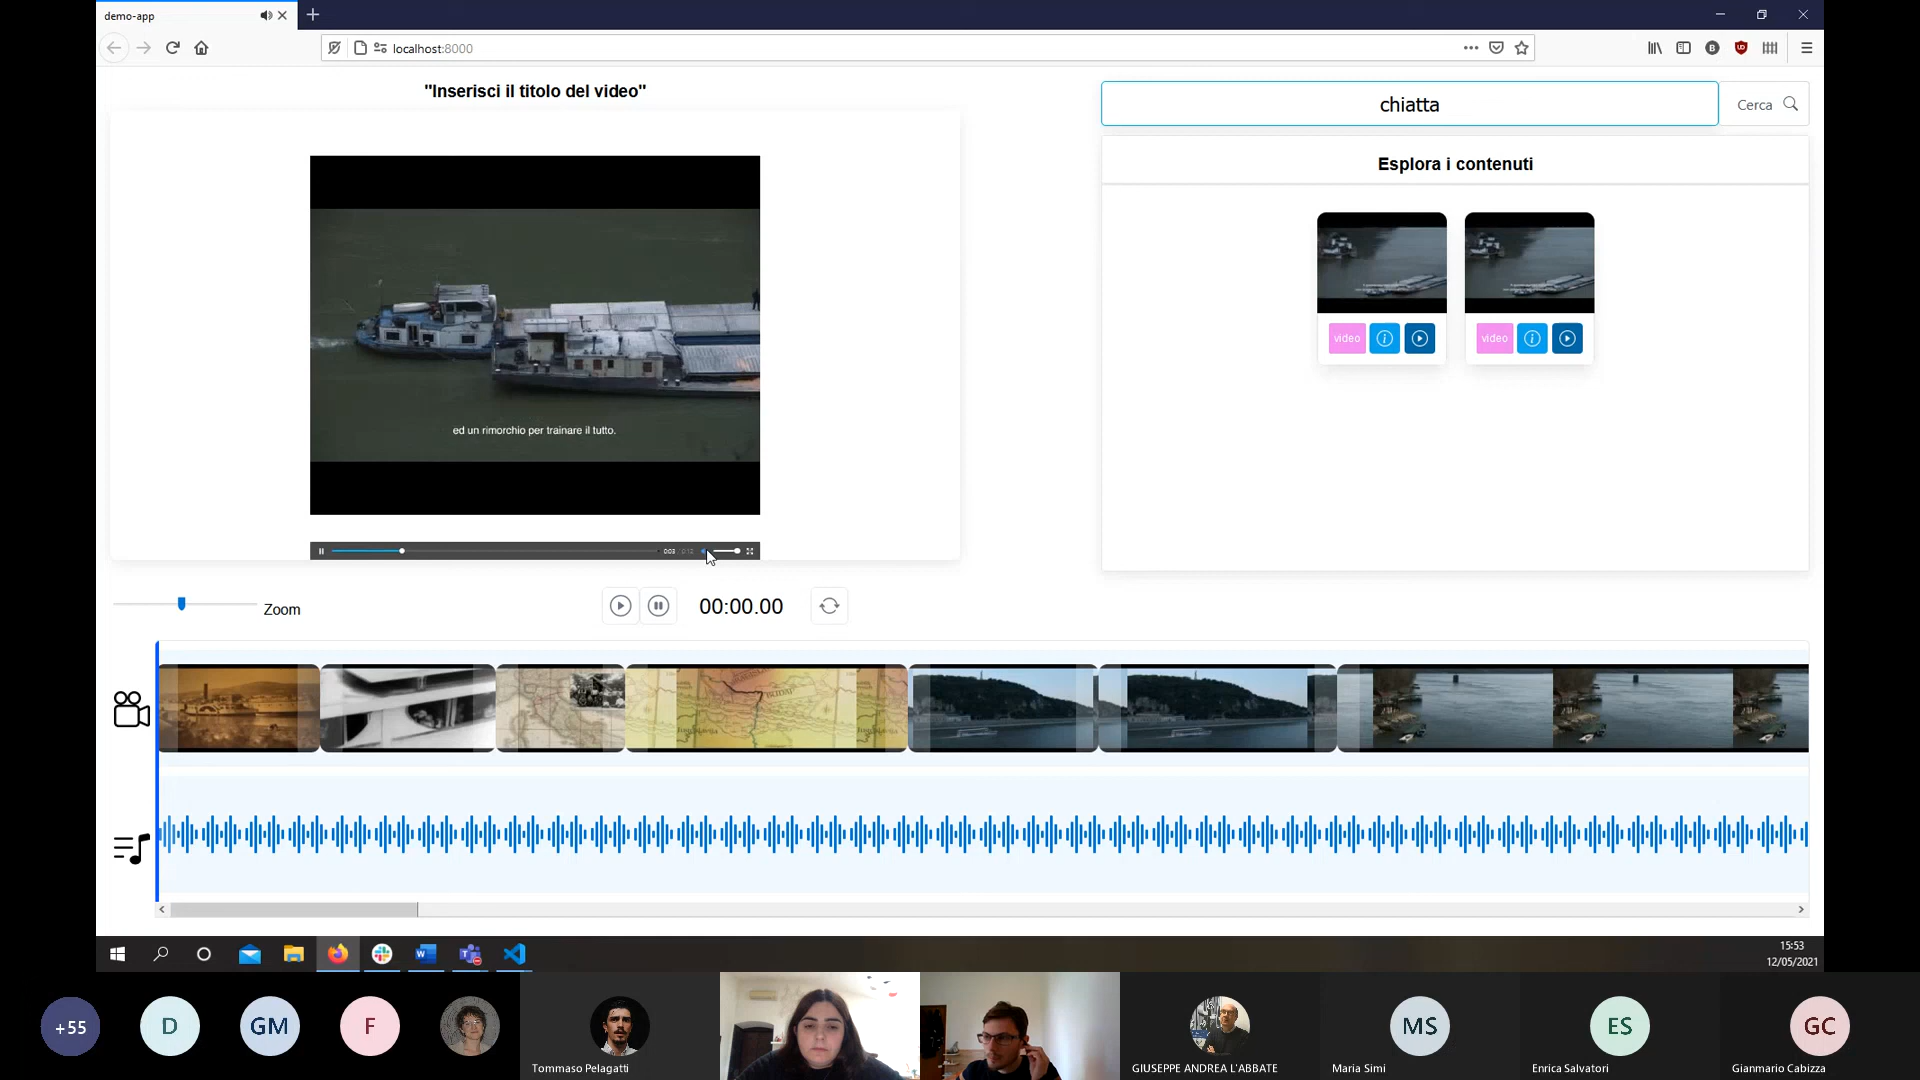 demo-app
localhost:8000
"Inserisci il titolo del video"
chiatta
Cerca
Esplora i contenuti
video
video
ed un rimorchio per trainare il tutto.
0:03
Zoom
00:00.00
15:53
12/05/2021
+55
D
GM
F
MS
ES
GC
Tommaso Pelagatti
GIUSEPPE ANDREA L'ABBATE
Maria Simi
Enrica Salvatori
Gianmario Cabizza